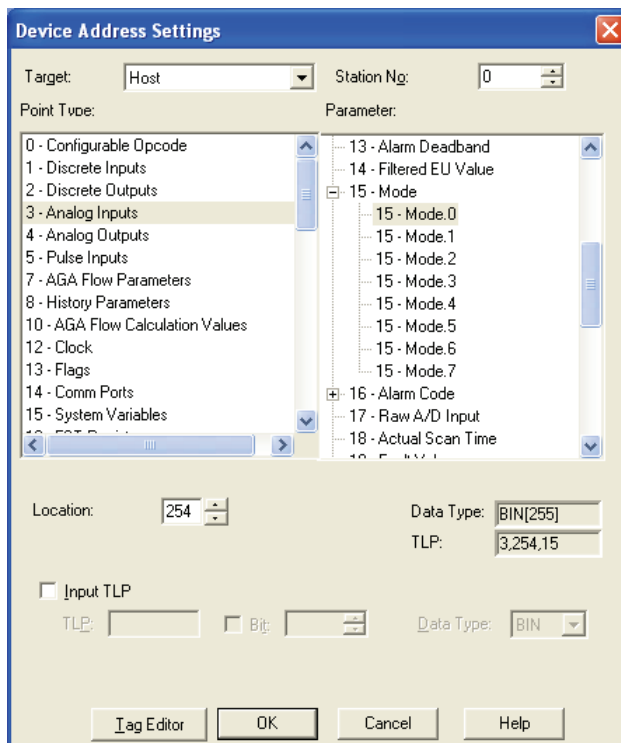 Device Address Settings
Target: Host Station No: 0
Point Type: Parameter:
0 - Configurable Opcode
1 - Discrete Inputs
2 - Discrete Outputs
3 - Analog Inputs
4 - Analog Outputs
5 - Pulse Inputs
7 - AGA Flow Parameters
8 - History Parameters
10 - AGA Flow Calculation Values
12 - Clock
13 - Flags
14 - Comm Ports
15 - System Variables
13 - Alarm Deadband
14 - Filtered EU Value
15 - Mode
15 - Mode.0
15 - Mode.1
15 - Mode.2
15 - Mode.3
15 - Mode.4
15 - Mode.5
15 - Mode.6
15 - Mode.7
16 - Alarm Code
17 - Raw A/D Input
18 - Actual Scan Time
Location: 254 Data Type: BIN[255]
TLP: 3,254,15
Input TLP
TLP: Bit: Data Type: BIN
Tag Editor OK Cancel Help